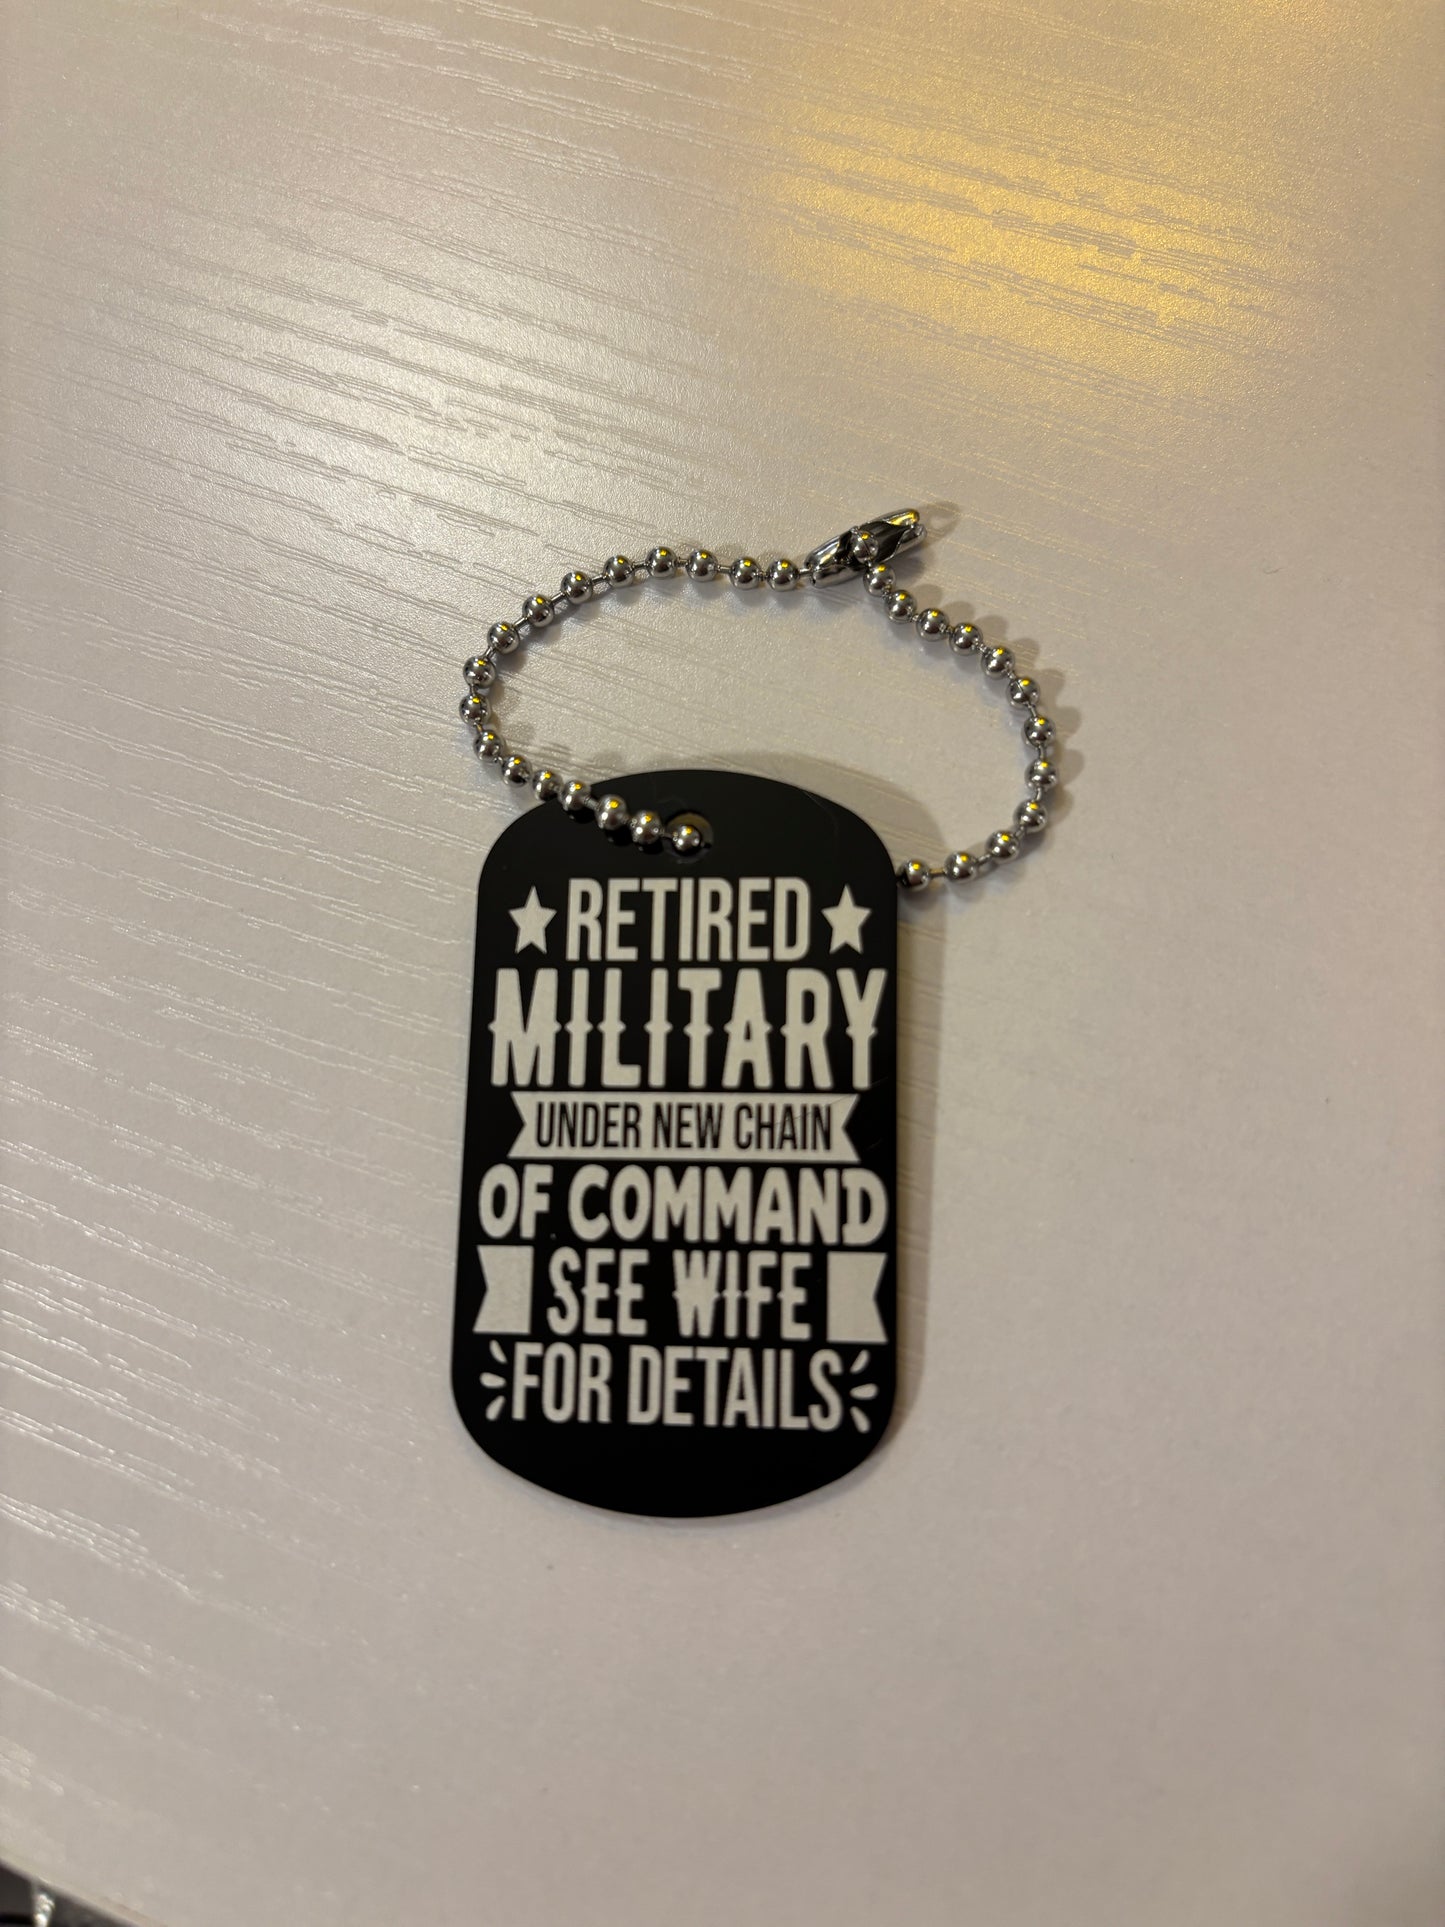 RETIRED
MILITARY
UNDER NEW CHAIN
OF COMMAND
SEE WIFE
FOR DETAILS